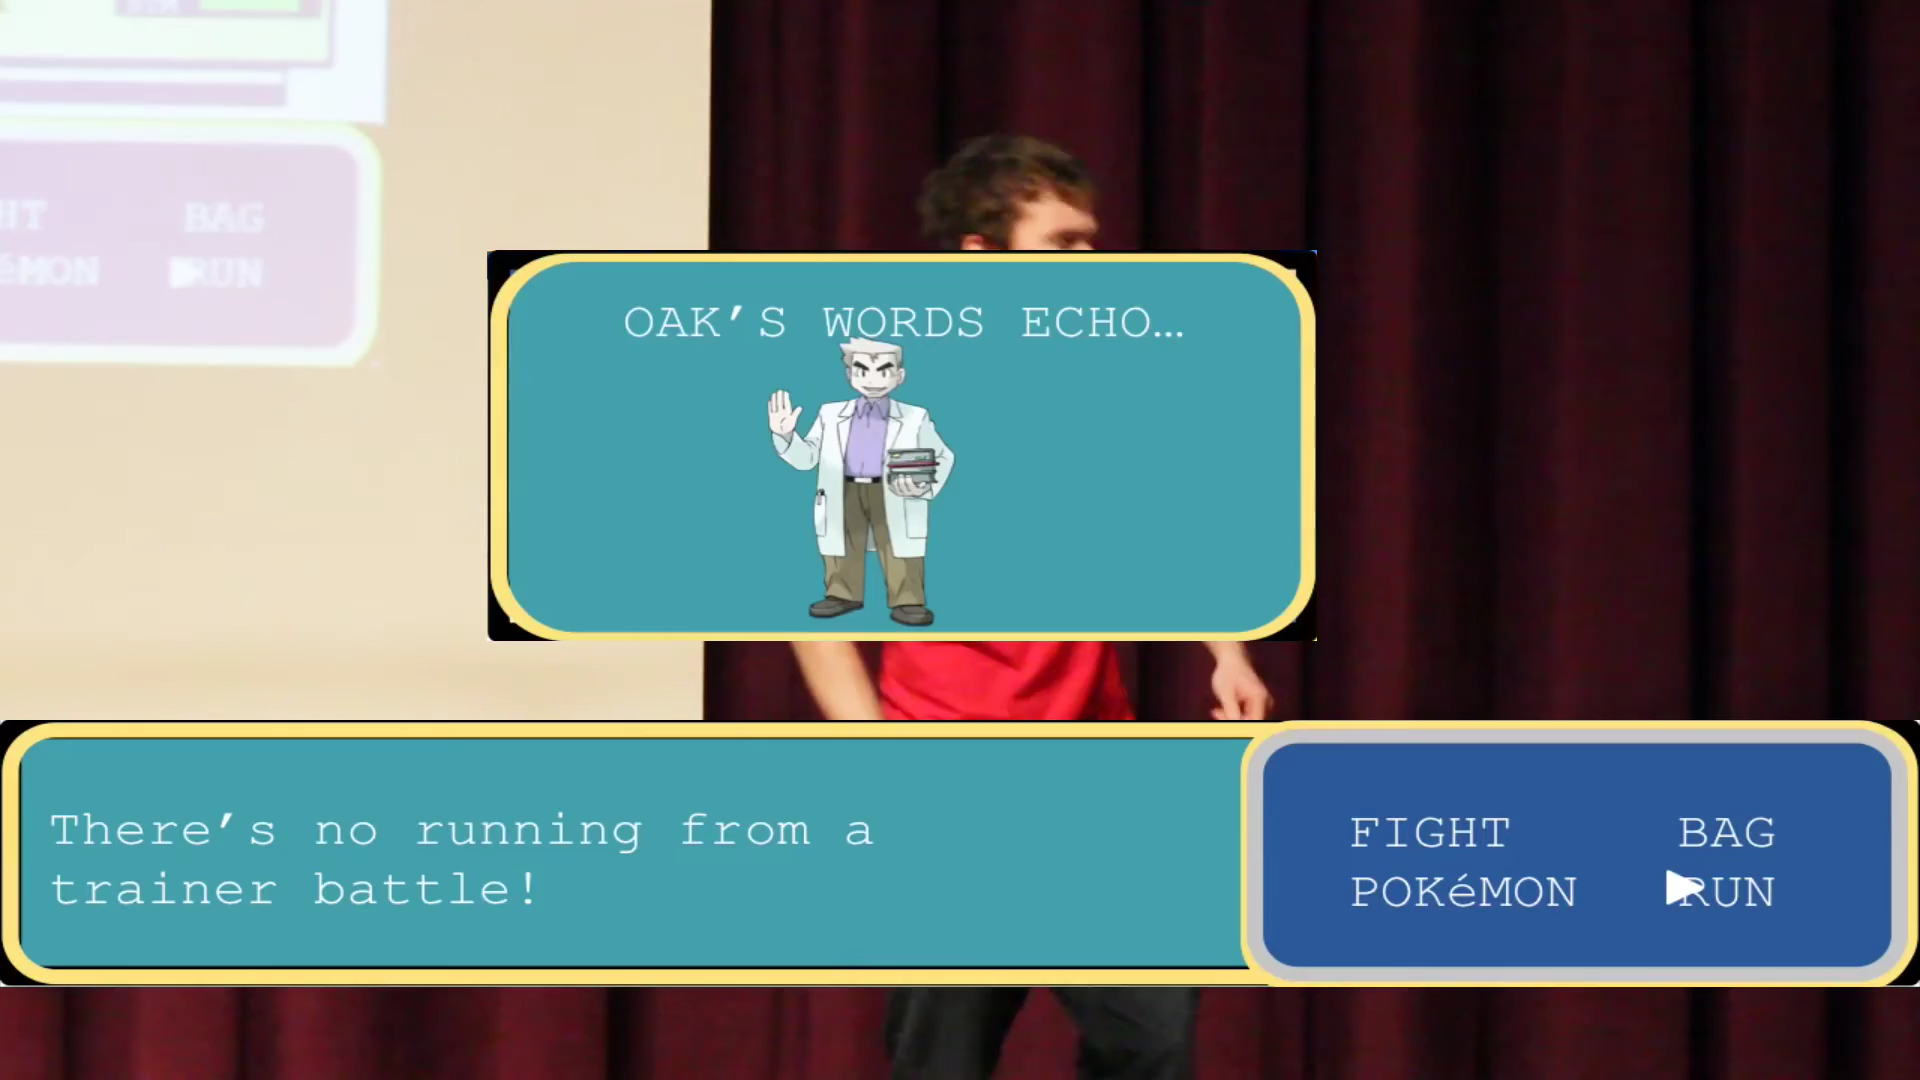 BAG
RUN
OAK’S WORDS ECHO…
There’s no running from a
trainer battle!
FIGHT BAG
POKéMON RUN